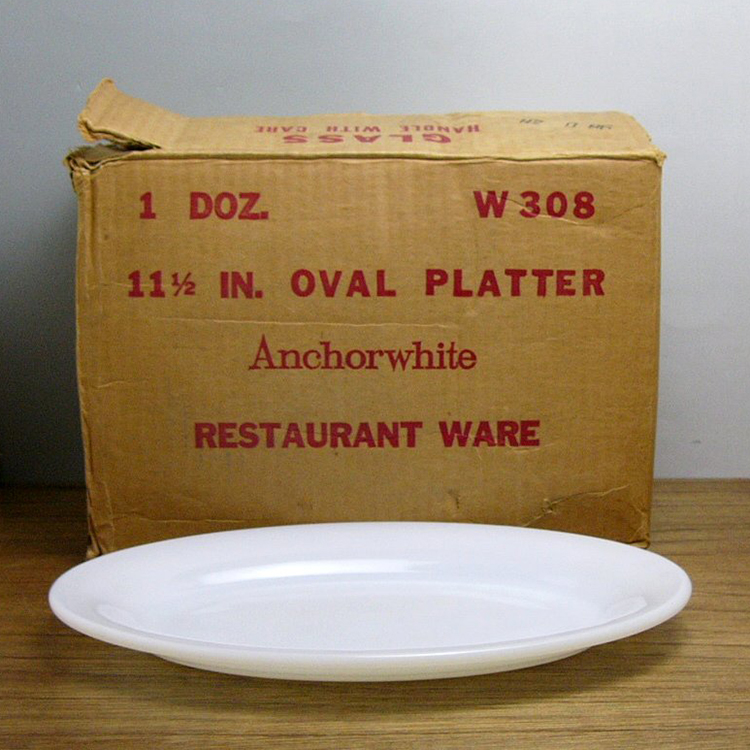 GLASS
HANDLE WITH CARE
1 DOZ. W 308
11½ IN. OVAL PLATTER
Anchorwhite
RESTAURANT WARE